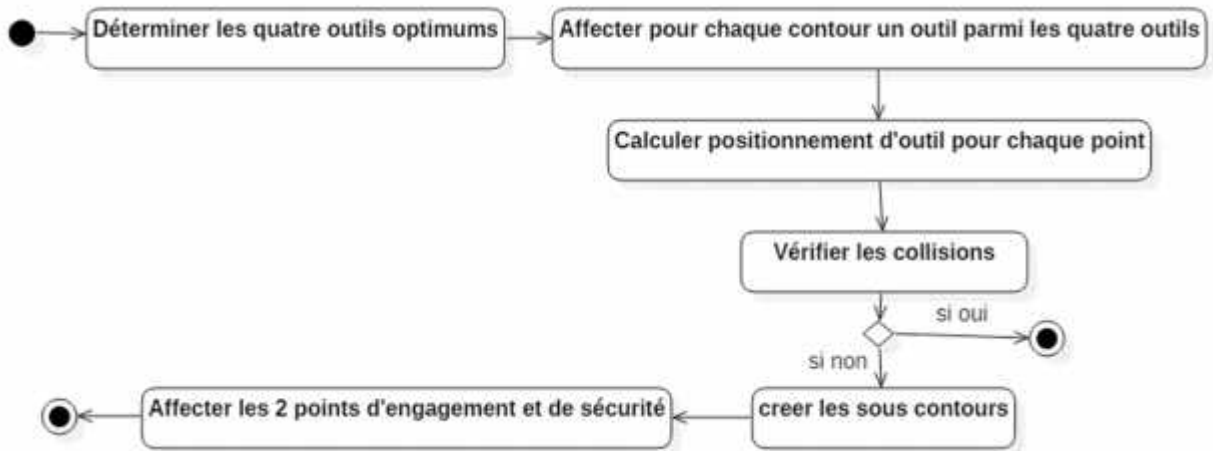 Déterminer les quatre outils optimums
Affecter pour chaque contour un outil parmi les quatre outils
Calculer positionnement d'outil pour chaque point
Vérifier les collisions
si oui
si non
creer les sous contours
Affecter les 2 points d'engagement et de sécurité